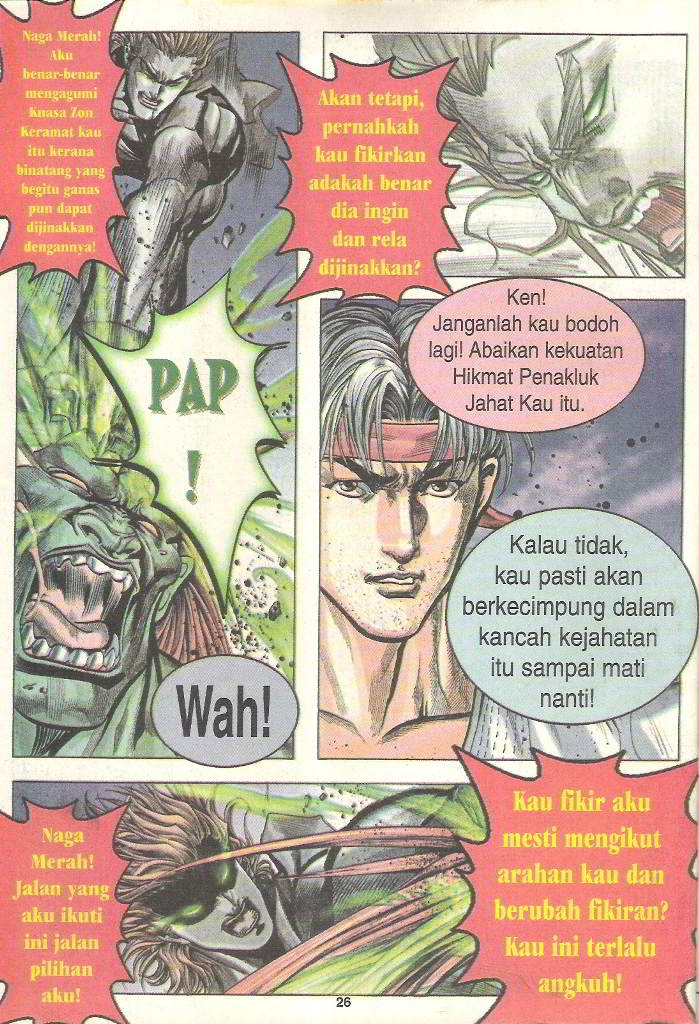 Naga Merah!
Aku
benar-benar
mengagumi
Kuasa Zon
Keramat kau
itu kerana
binatang yang
begitu ganas
pun dapat
dijinakkan
dengannya!
Akan tetapi,
pernahkah
kau fikirkan
adakah benar
dia ingin
dan rela
dijinakkan?
PAP
!
Wah!
Ken!
Janganlah kau bodoh
lagi! Abaikan kekuatan
Hikmat Penakluk
Jahat Kau itu.
Kalau tidak,
kau pasti akan
berkecimpung dalam
kancah kejahatan
itu sampai mati
nanti!
Naga
Merah!
Jalan yang
aku ikuti
ini jalan
pilihan
aku!
Kau fikir aku
mesti mengikut
arahan kau dan
berubah fikiran?
Kau ini terlalu
angkuh!
26